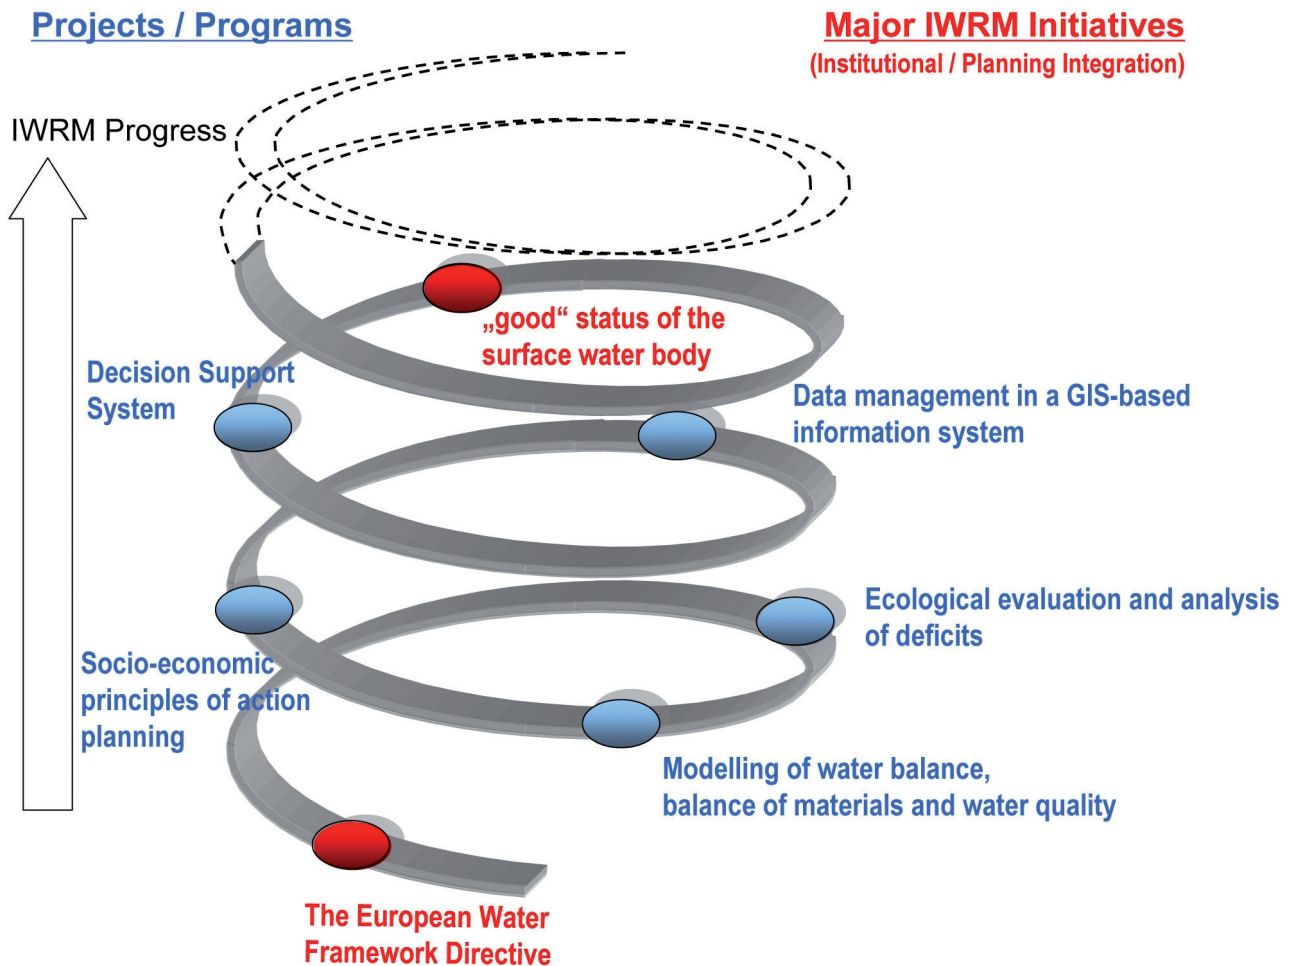 Projects / Programs
Major IWRM Initiatives
(Institutional / Planning Integration)
IWRM Progress
„good“ status of the
surface water body
Decision Support
System
Data management in a GIS-based
information system
Ecological evaluation and analysis
of deficits
Socio-economic
principles of action
planning
Modelling of water balance,
balance of materials and water quality
The European Water
Framework Directive